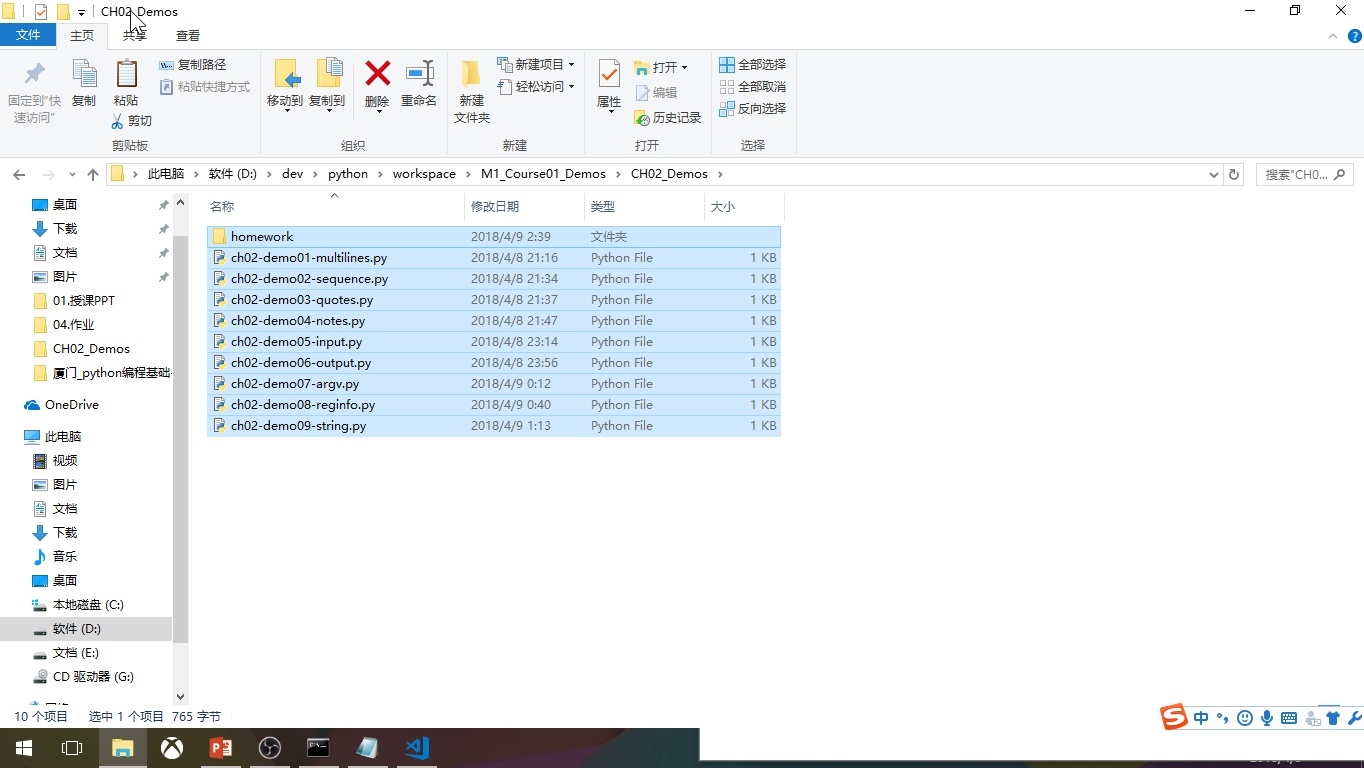 CH02_Demos
文件 主页 共享 查看
固定到"快速访问" 复制 粘贴 复制路径 粘贴快捷方式 剪切 移动到 复制到 删除 重命名 新建文件夹 新建项目 轻松访问 属性 打开 编辑 历史记录 全部选择 全部取消 反向选择
剪贴板 组织 新建 打开 选择
此电脑 软件 (D:) dev python workspace M1_Course01_Demos CH02_Demos 搜索"CH0...
名称 修改日期 类型 大小
homework 2018/4/9 2:39 文件夹
ch02-demo01-multilines.py 2018/4/8 21:16 Python File 1 KB
ch02-demo02-sequence.py 2018/4/8 21:34 Python File 1 KB
ch02-demo03-quotes.py 2018/4/8 21:37 Python File 1 KB
ch02-demo04-notes.py 2018/4/8 21:47 Python File 1 KB
ch02-demo05-input.py 2018/4/8 23:14 Python File 1 KB
ch02-demo06-output.py 2018/4/8 23:56 Python File 1 KB
ch02-demo07-argv.py 2018/4/9 0:12 Python File 1 KB
ch02-demo08-reginfo.py 2018/4/9 0:40 Python File 1 KB
ch02-demo09-string.py 2018/4/9 1:13 Python File 1 KB
桌面
下载
文档
图片
01.授课PPT
04.作业
CH02_Demos
厦门_python编程基础
OneDrive
此电脑
视频
图片
文档
下载
音乐
桌面
本地磁盘 (C:)
软件 (D:)
文档 (E:)
CD 驱动器 (G:)
10 个项目 选中 1 个项目 765 字节
中